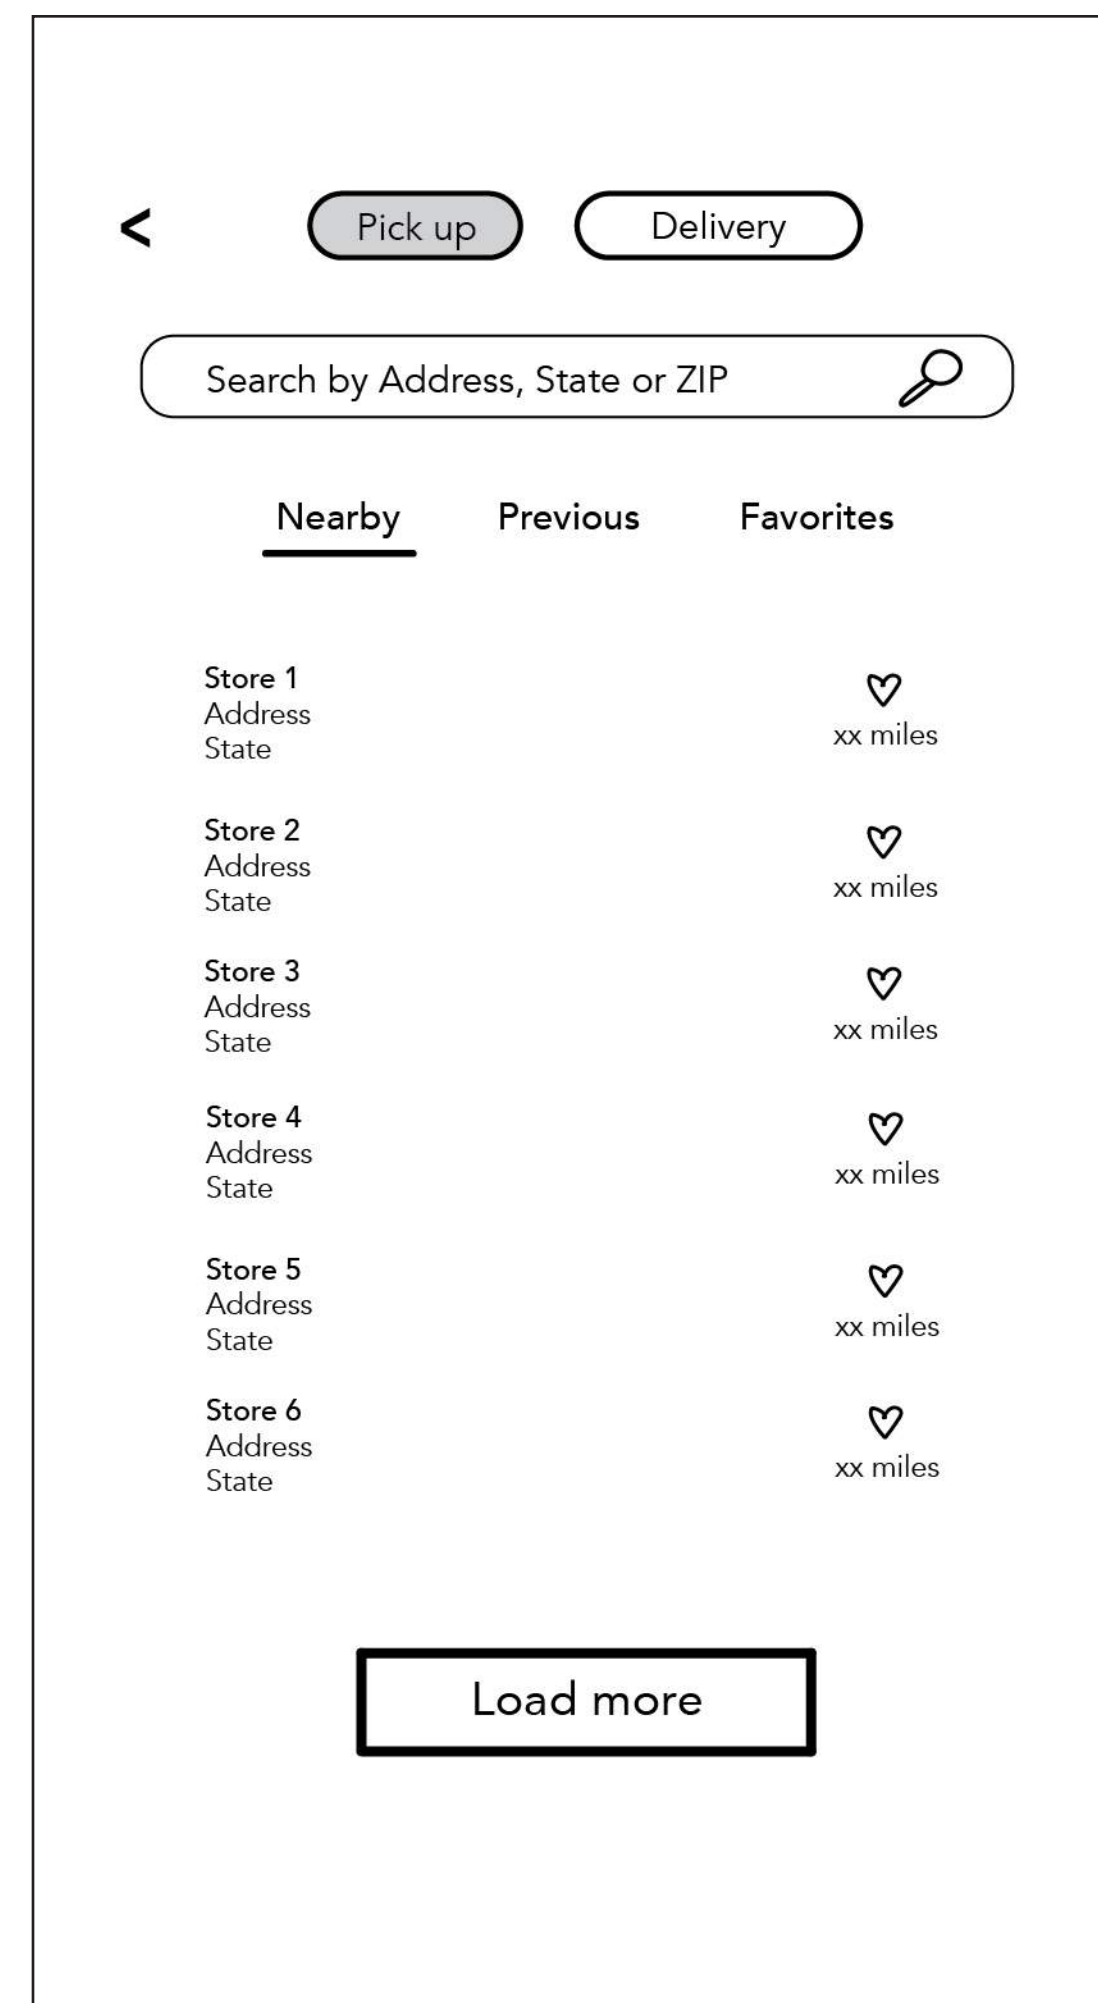 < Pick up Delivery
Search by Address, State or ZIP
Nearby Previous Favorites
Store 1
Address
State
xx miles
Store 2
Address
State
xx miles
Store 3
Address
State
xx miles
Store 4
Address
State
xx miles
Store 5
Address
State
xx miles
Store 6
Address
State
xx miles
Load more